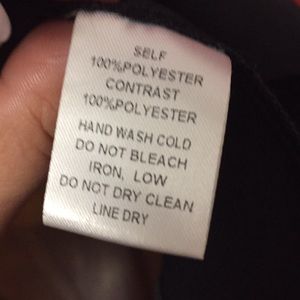 SELF
100%POLYESTER
CONTRAST
100%POLYESTER
HAND WASH COLD
DO NOT BLEACH
IRON, LOW
DO NOT DRY CLEAN
LINE DRY